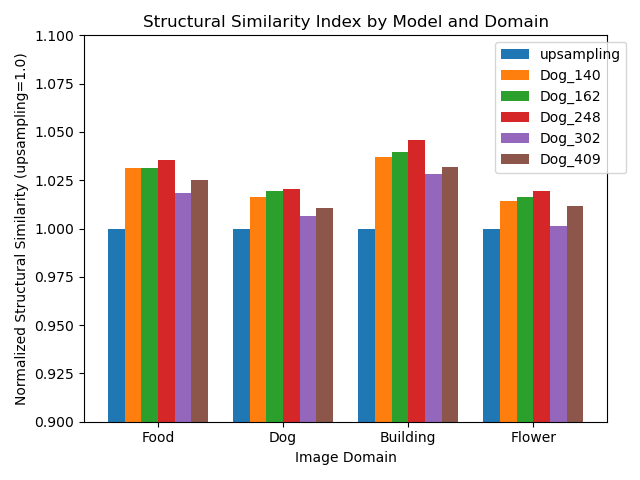 Structural Similarity Index by Model and Domain
Normalized Structural Similarity (upsampling=1.0)
1.100
1.075
1.050
1.025
1.000
0.975
0.950
0.925
0.900
upsampling
Dog_140
Dog_162
Dog_248
Dog_302
Dog_409
Food
Dog
Building
Flower
Image Domain